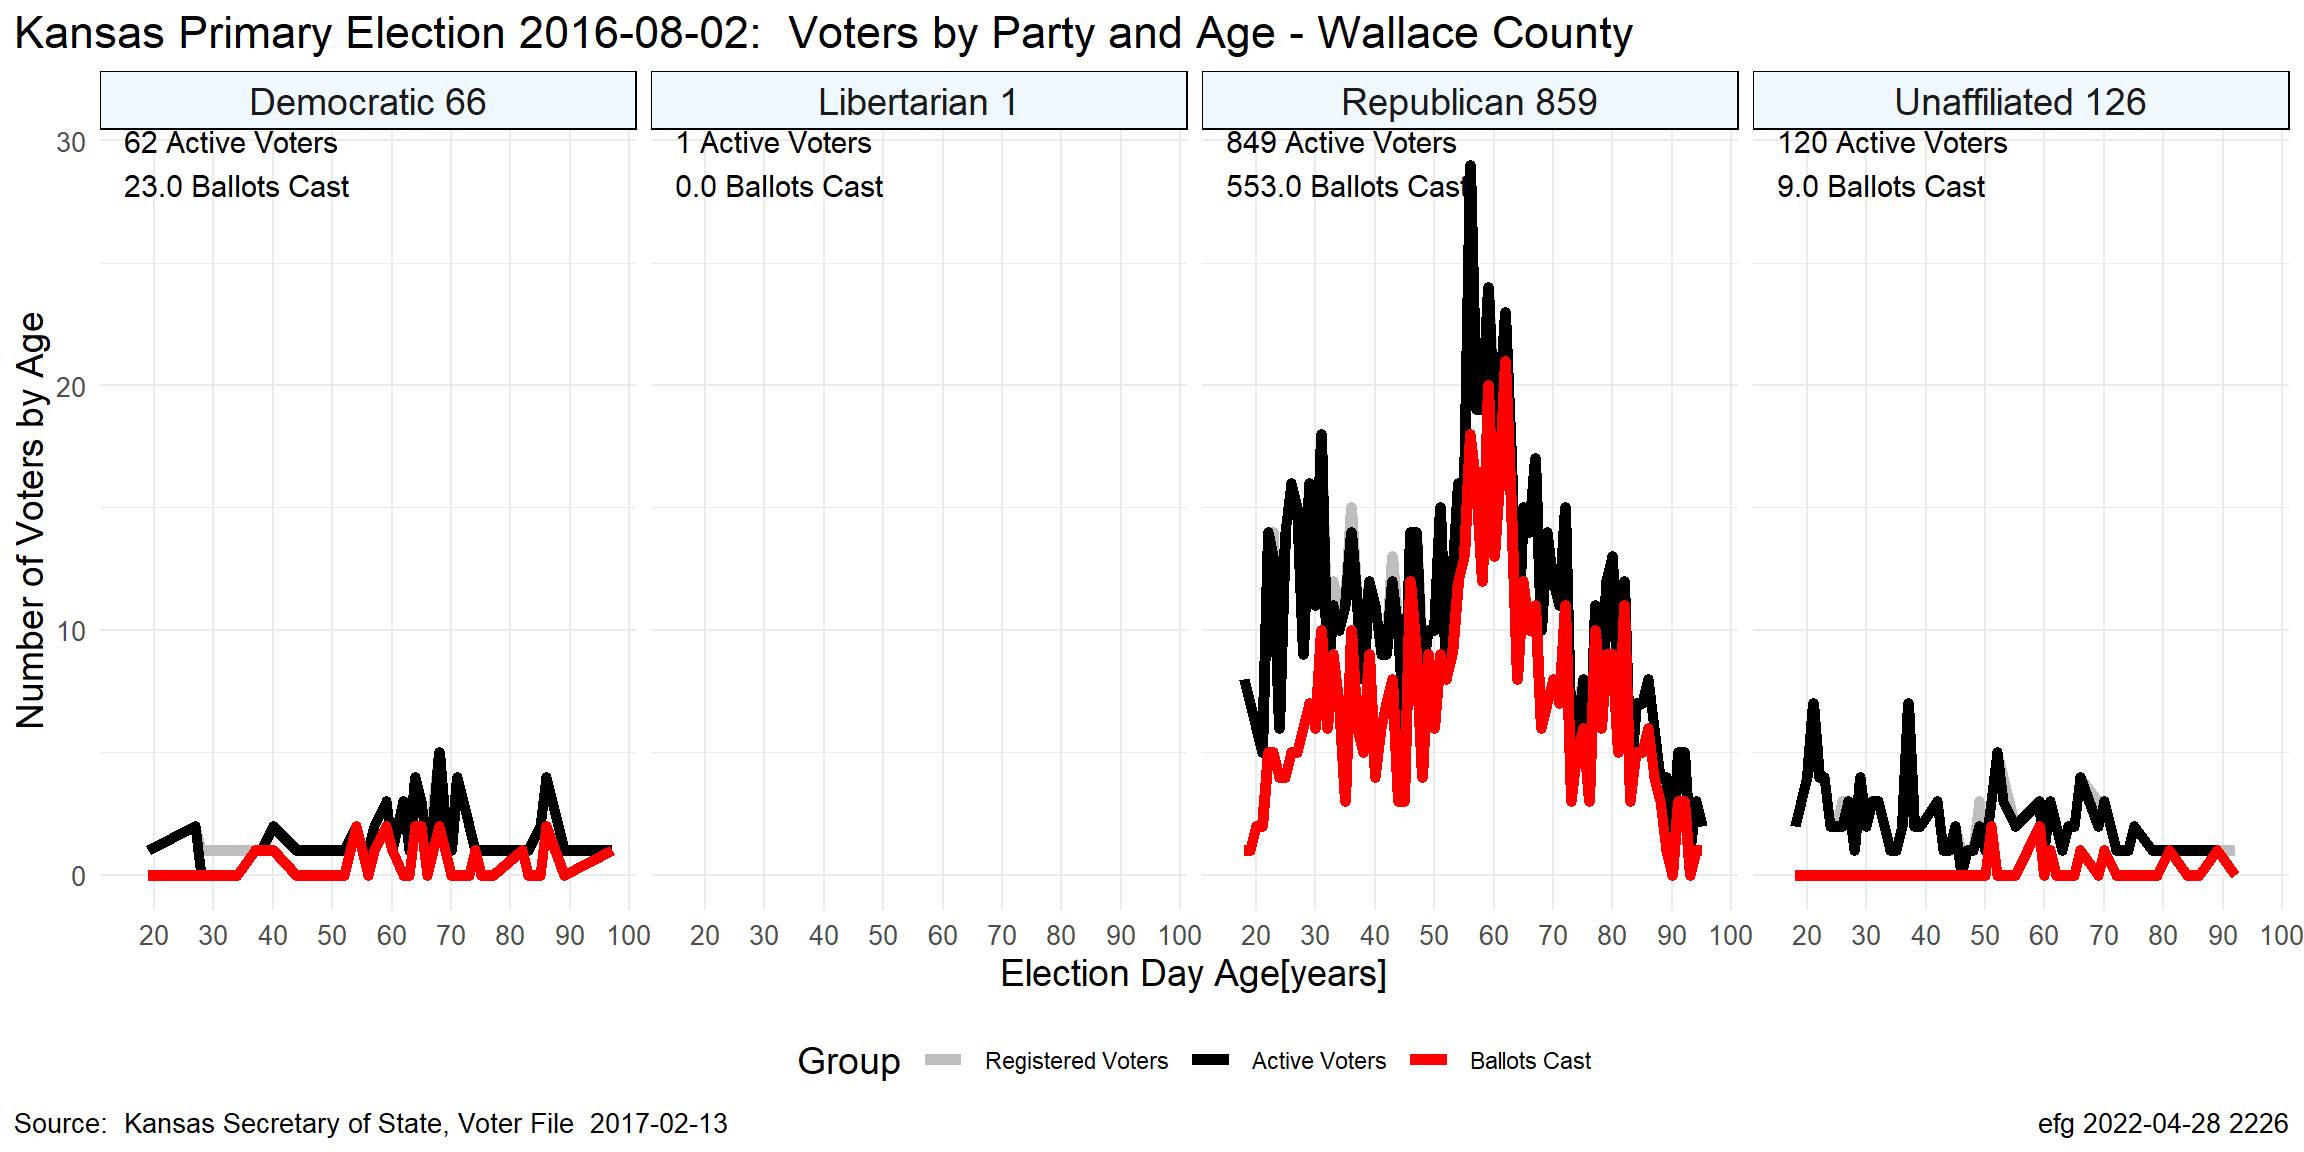 Kansas Primary Election 2016-08-02:  Voters by Party and Age - Wallace County
Democratic 66
Libertarian 1
Republican 859
Unaffiliated 126
62 Active Voters
23.0 Ballots Cast
1 Active Voters
0.0 Ballots Cast
849 Active Voters
553.0 Ballots Cast
120 Active Voters
9.0 Ballots Cast
Number of Voters by Age
30
20
10
0
20 30 40 50 60 70 80 90 100
20 30 40 50 60 70 80 90 100
20 30 40 50 60 70 80 90 100
20 30 40 50 60 70 80 90 100
Election Day Age[years]
Group Registered Voters Active Voters Ballots Cast
Source:  Kansas Secretary of State, Voter File  2017-02-13
efg 2022-04-28 2226